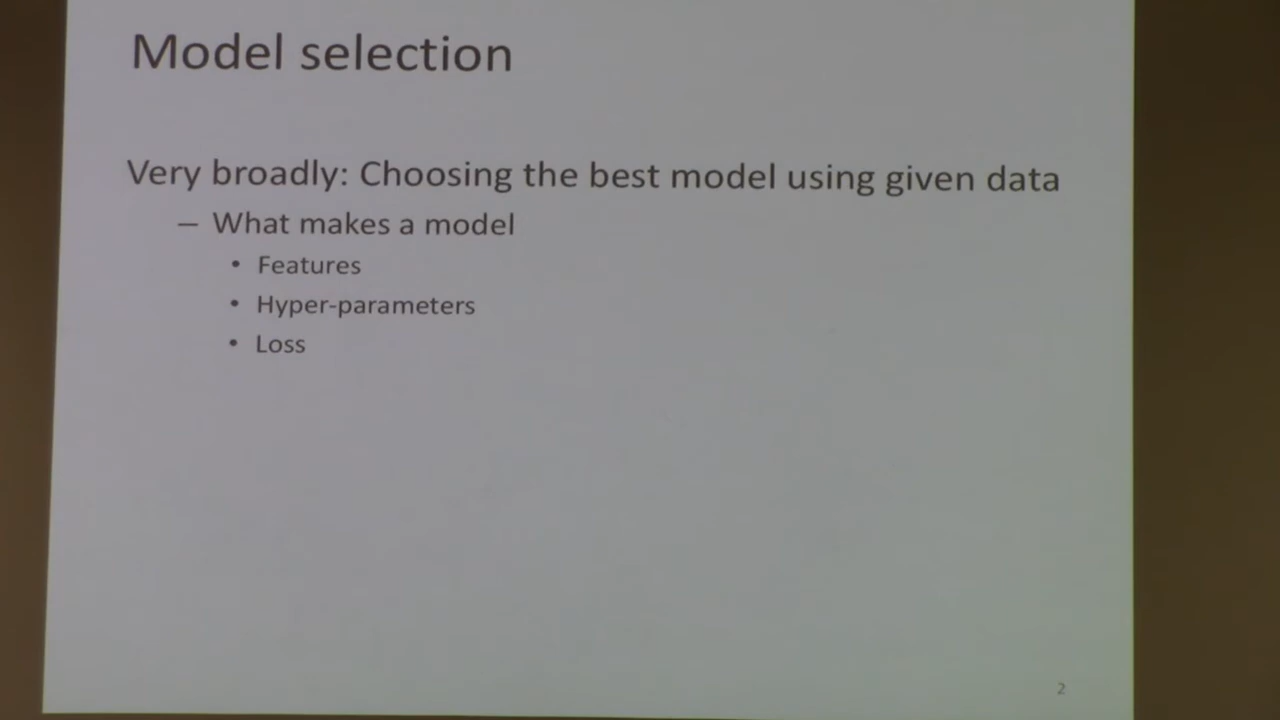 Model selection
Very broadly: Choosing the best model using given data
– What makes a model
• Features
• Hyper-parameters
• Loss
2